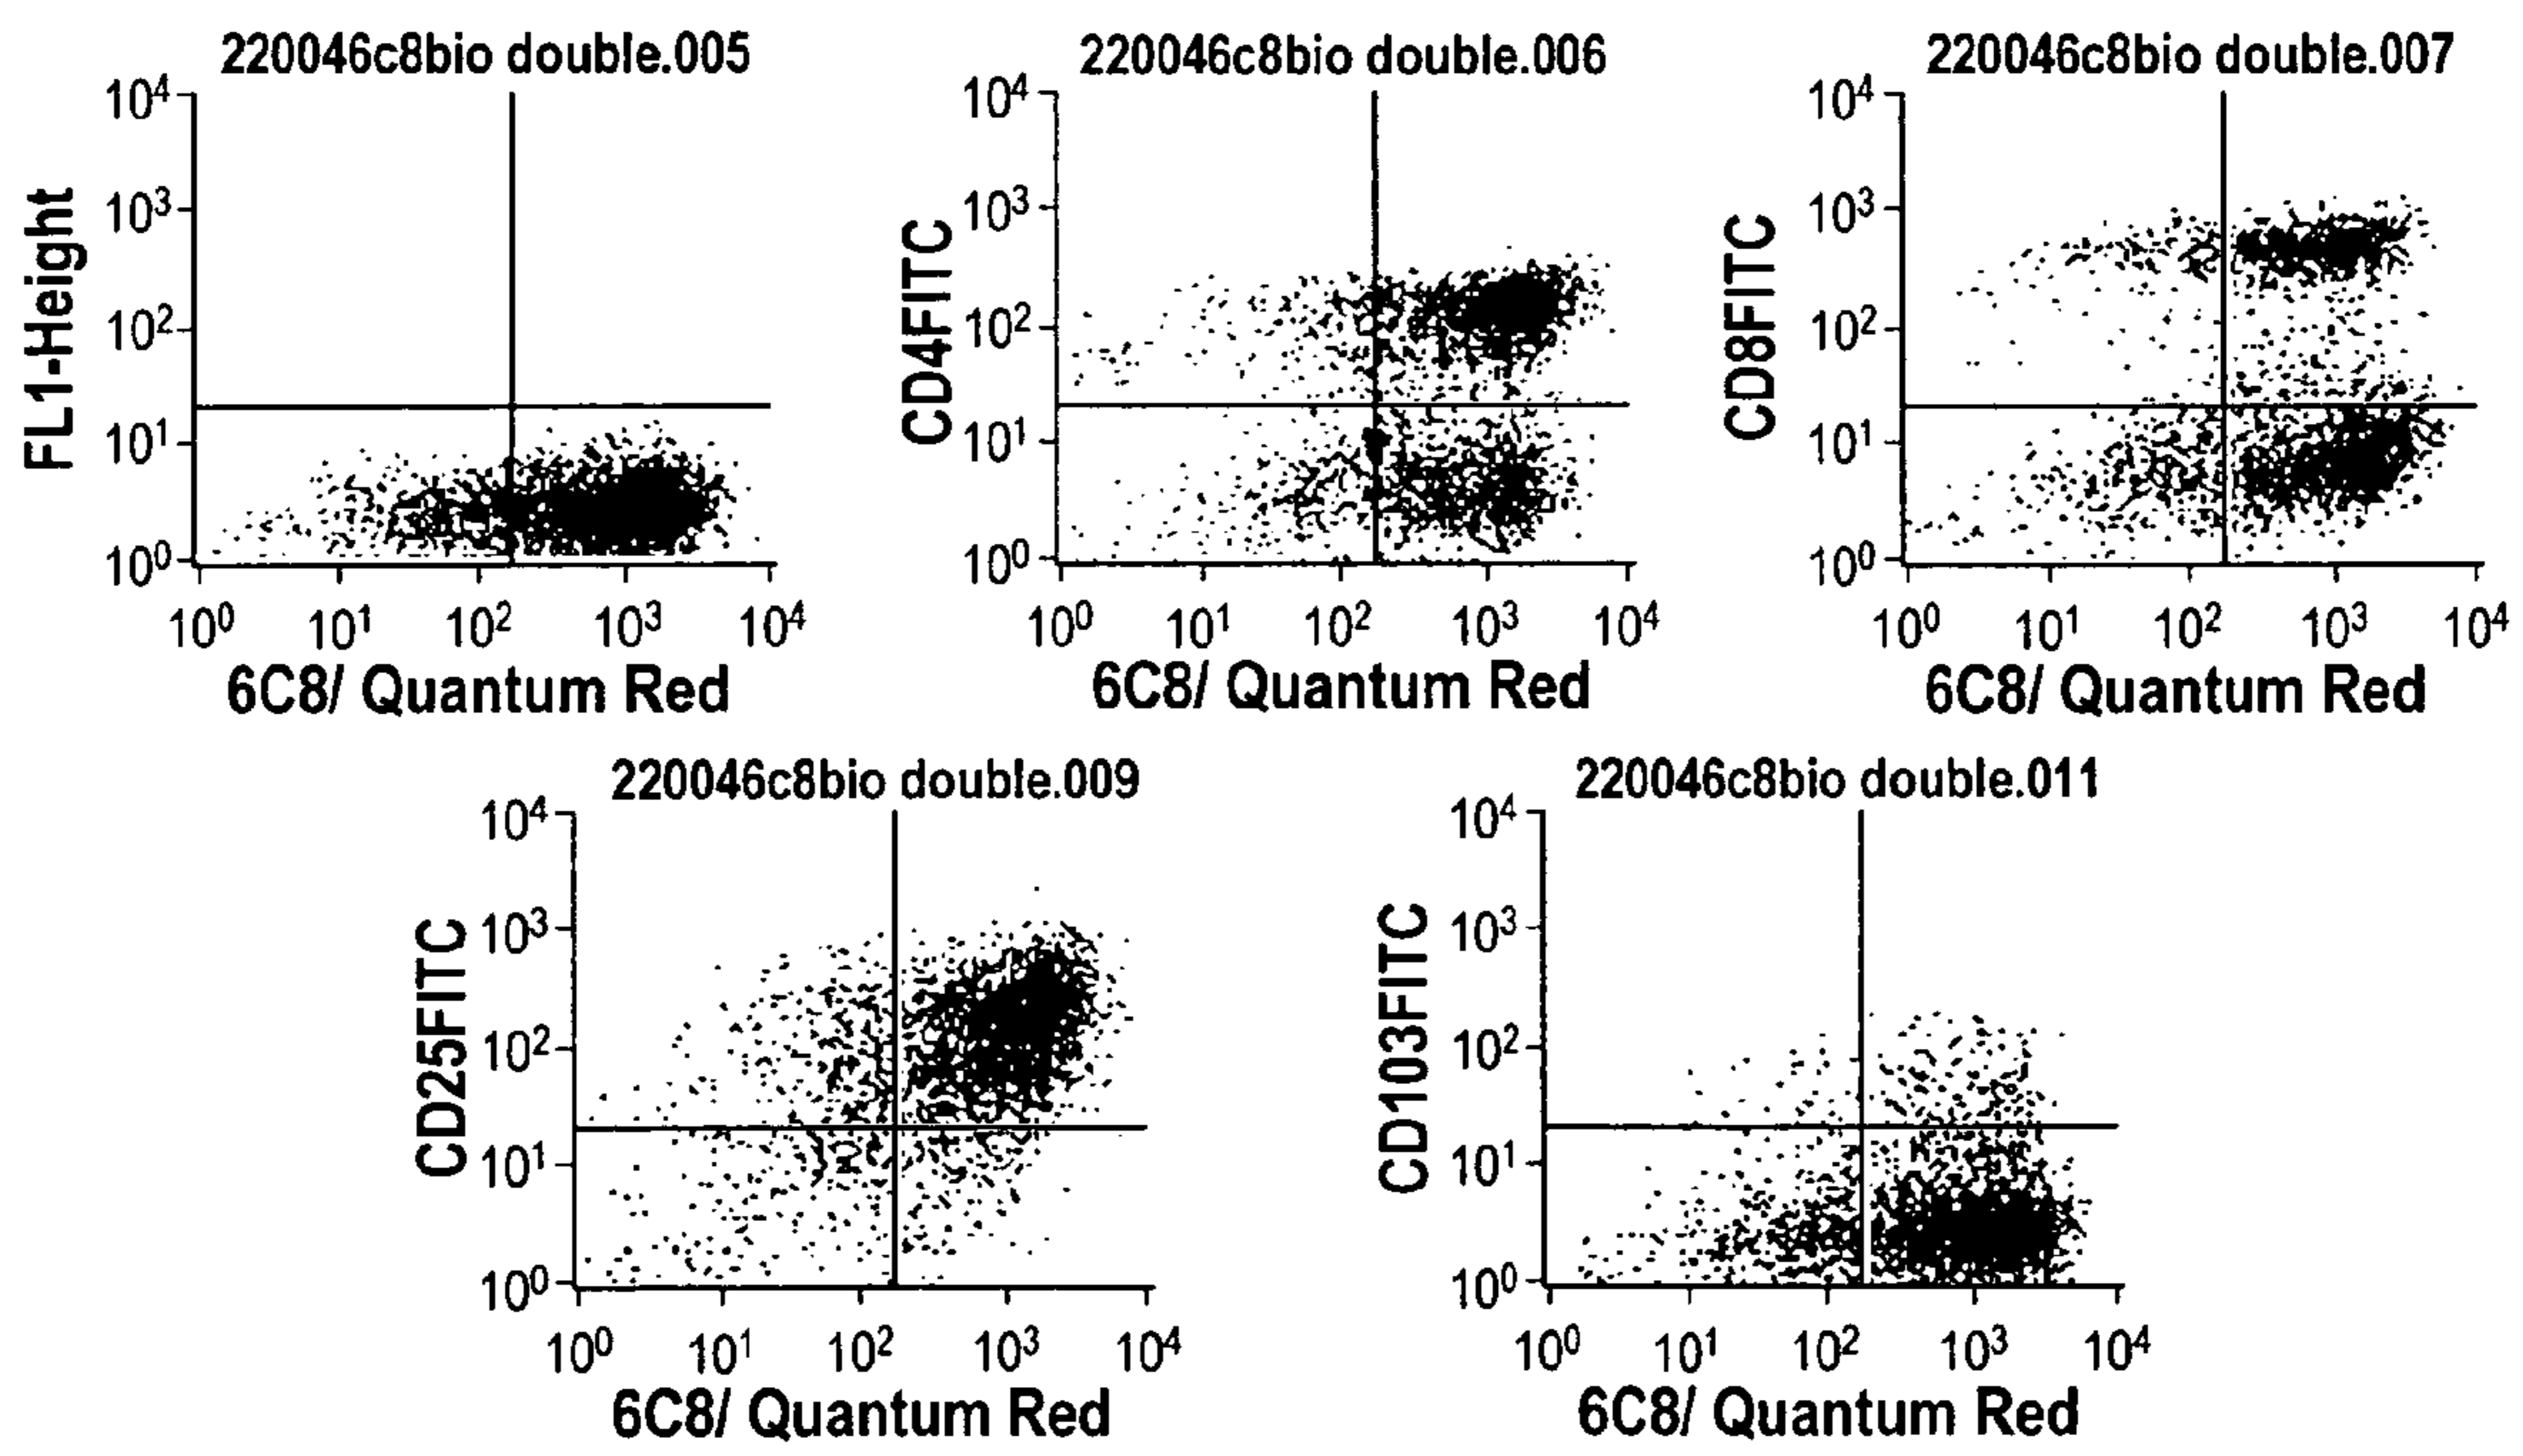 220046c8bio double.005
10⁴
10³
10²
10¹
10⁰
FL1-Height
10⁰ 10¹ 10² 10³ 10⁴
6C8/ Quantum Red
220046c8bio double.006
10⁴
10³
10²
10¹
10⁰
CD4FITC
10⁰ 10¹ 10² 10³ 10⁴
6C8/ Quantum Red
220046c8bio double.007
10⁴
10³
10²
10¹
10⁰
CD8FITC
10⁰ 10¹ 10² 10³ 10⁴
6C8/ Quantum Red
220046c8bio double.009
10⁴
10³
10²
10¹
10⁰
CD25FITC
10⁰ 10¹ 10² 10³ 10⁴
6C8/ Quantum Red
220046c8bio double.011
10⁴
10³
10²
10¹
10⁰
CD103FITC
10⁰ 10¹ 10² 10³ 10⁴
6C8/ Quantum Red